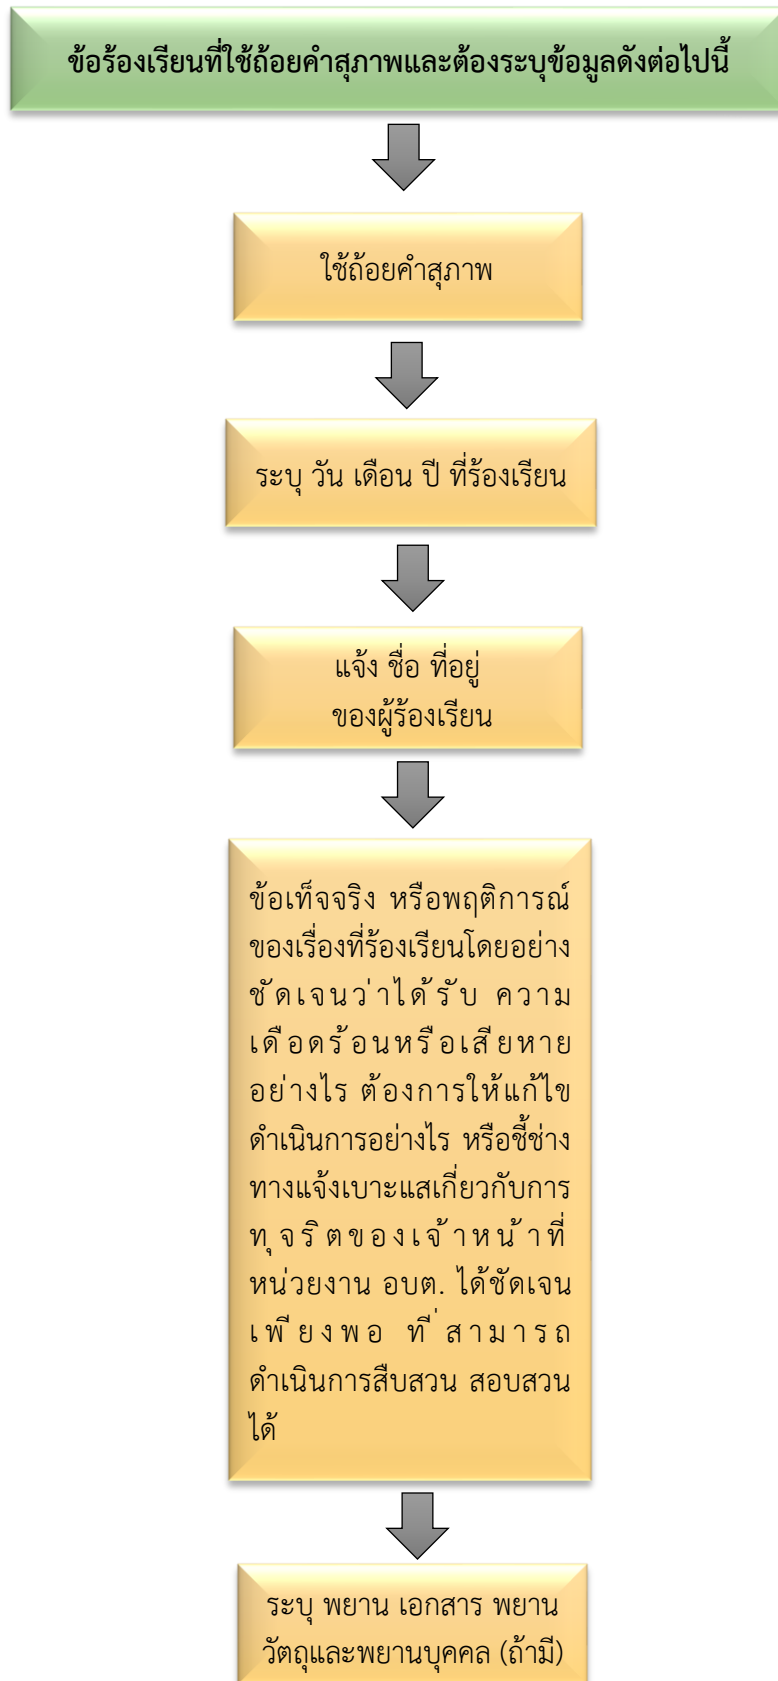 ข้อร้องเรียนที่ใช้ถ้อยคำสุภาพและต้องระบุข้อมูลดังต่อไปนี้
ใช้ถ้อยคำสุภาพ
ระบุ วัน เดือน ปี ที่ร้องเรียน
แจ้ง ชื่อ ที่อยู่
ของผู้ร้องเรียน
ข้อเท็จจริง หรือพฤติการณ์
ของเรื่องที่ร้องเรียนโดยอย่าง
ชัดเจนว่าได้รับ ความ
เดือดร้อนหรือเสียหาย
อย่างไร ต้องการให้แก้ไข
ดำเนินการอย่างไร หรือชี้ช่าง
ทางแจ้งเบาะแสเกี่ยวกับการ
ทุจริตของเจ้าหน้าที่
หน่วยงาน อบต. ได้ชัดเจน
เพียงพอ ที่สามารถ
ดำเนินการสืบสวน สอบสวน
ได้
ระบุ พยาน เอกสาร พยาน
วัตถุและพยานบุคคล (ถ้ามี)